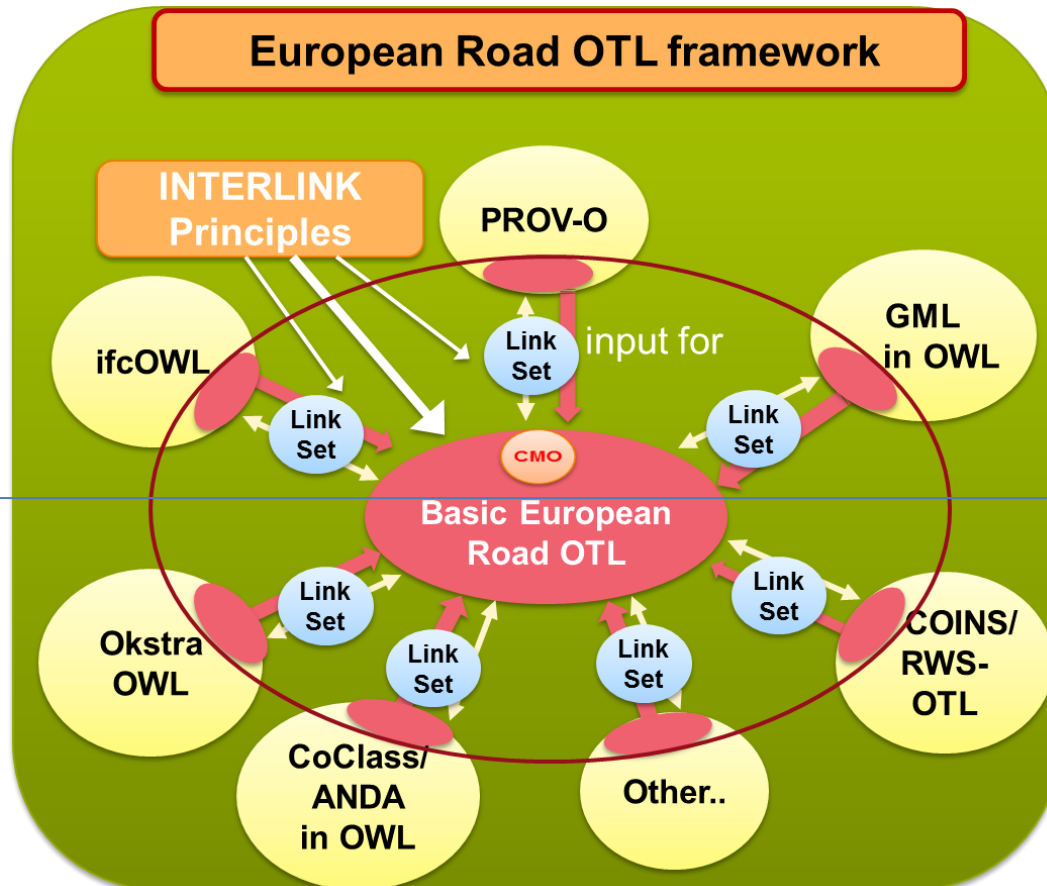 European Road OTL framework
INTERLINK
Principles
PROV-O
GML
in OWL
ifcOWL
Link
Set
input for
Link
Set
Link
Set
CMO
Basic European
Road OTL
Link
Set
Link
Set
Okstra
OWL
COINS/
RWS-
OTL
Link
Set
Link
Set
CoClass/
ANDA
in OWL
Other..